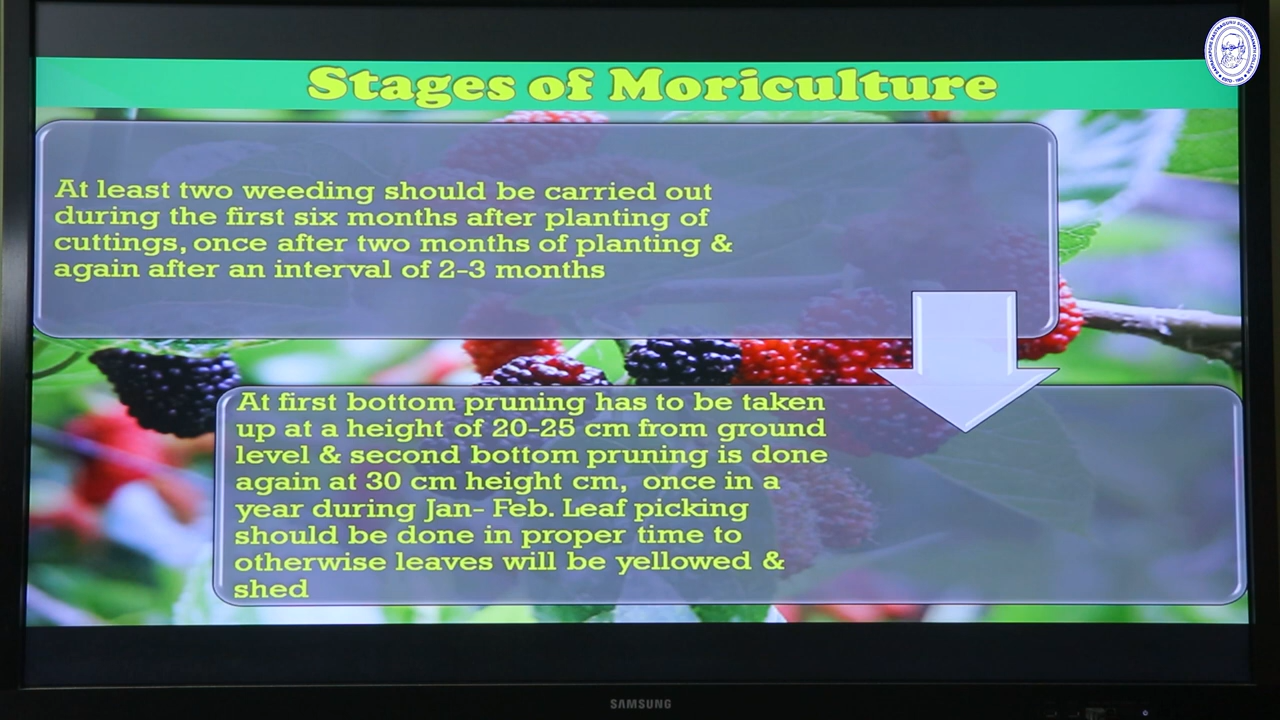 Stages of Moriculture
At least two weeding should be carried out
during the first six months after planting of
cuttings, once after two months of planting &
again after an interval of 2-3 months
At first bottom pruning has to be taken
up at a height of 20-25 cm from ground
level & second bottom pruning is done
again at 30 cm height cm, once in a
year during Jan- Feb. Leaf picking
should be done in proper time to
otherwise leaves will be yellowed &
shed
SAMSUNG